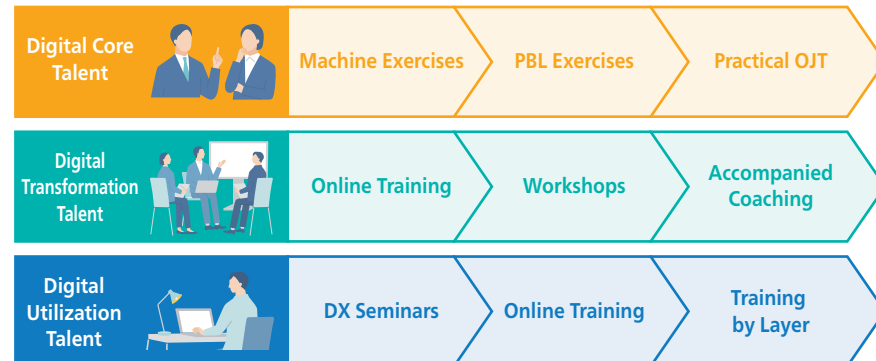 Digital Core
Talent
Machine Exercises
PBL Exercises
Practical OJT
Digital
Transformation
Talent
Online Training
Workshops
Accompanied
Coaching
Digital
Utilization
Talent
DX Seminars
Online Training
Training
by Layer